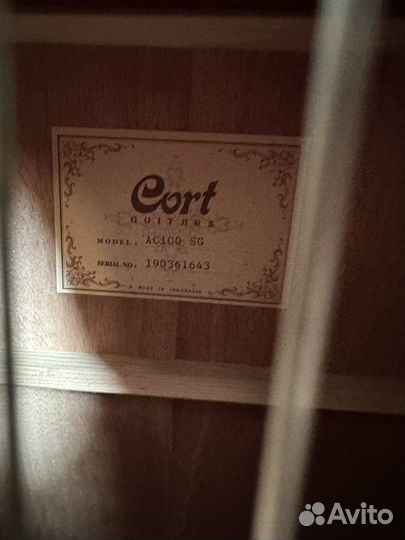 Cort
GUITARS
MODEL: AC100 SG
SERIAL NO: 190361643
MADE IN INDONESIA
Avito